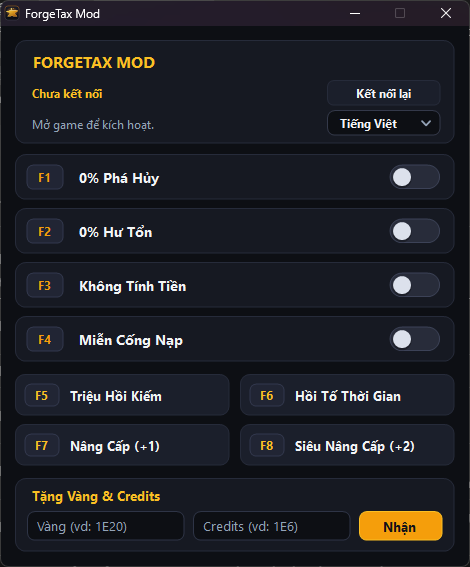 ForgeTax Mod
FORGETAX MOD
Chưa kết nối
Kết nối lại
Mở game để kích hoạt.
Tiếng Việt
F1 0% Phá Hủy
F2 0% Hư Tổn
F3 Không Tính Tiền
F4 Miễn Cống Nạp
F5 Triệu Hồi Kiếm
F6 Hồi Tố Thời Gian
F7 Nâng Cấp (+1)
F8 Siêu Nâng Cấp (+2)
Tặng Vàng & Credits
Vàng (vd: 1E20)
Credits (vd: 1E6)
Nhận